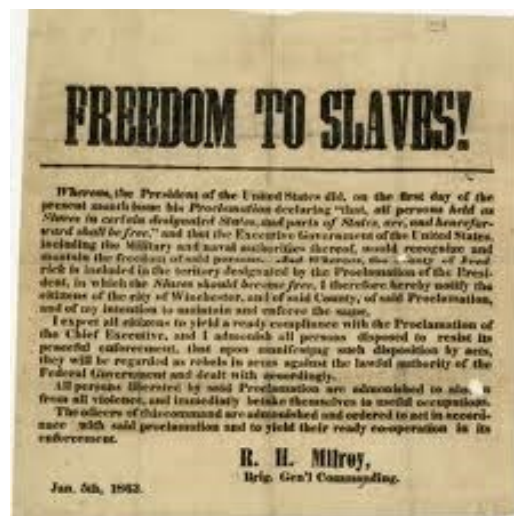 FREEDOM TO SLAVES!
Whereas, the President of the United States did, on the first day of the
present month issue his Proclamation declaring "that, all persons held as
Slaves in certain designated States, and parts of States, are, and hencefor-
ward shall be free," and that the Executive Government of the United States,
including the Military and naval authorities thereof, would recognize and
maintain the freedom of said persons. And Whereas, the County of Fred
rick is included in the territory designated by the Proclamation of the Presi-
dent, in which the Slaves should become free, I therefore hereby notify the
citizens of the city of Winchester, and of said County, of said Proclamation,
and of my intention to maintain and enforce the same.
I expect all citizens to yield a ready compliance with the Proclamation of
the Chief Executive, and I admonish all persons disposed to resist its
peaceful enforcement, that upon manifesting such disposition by acts,
they will be regarded as rebels in arms against the lawful authority of the
Federal Government and dealt with accordingly.
All persons liberated by said Proclamation are admonished to abstain
from all violence, and immediately betake themselves to useful occupations.
The officers of this command are admonished and ordered to act in accord-
ance with said proclamation and to yield their ready co-operation in its
enforcement.
R. H. Milroy,
Brig. Gen'l Commanding.
Jan. 5th, 1863.